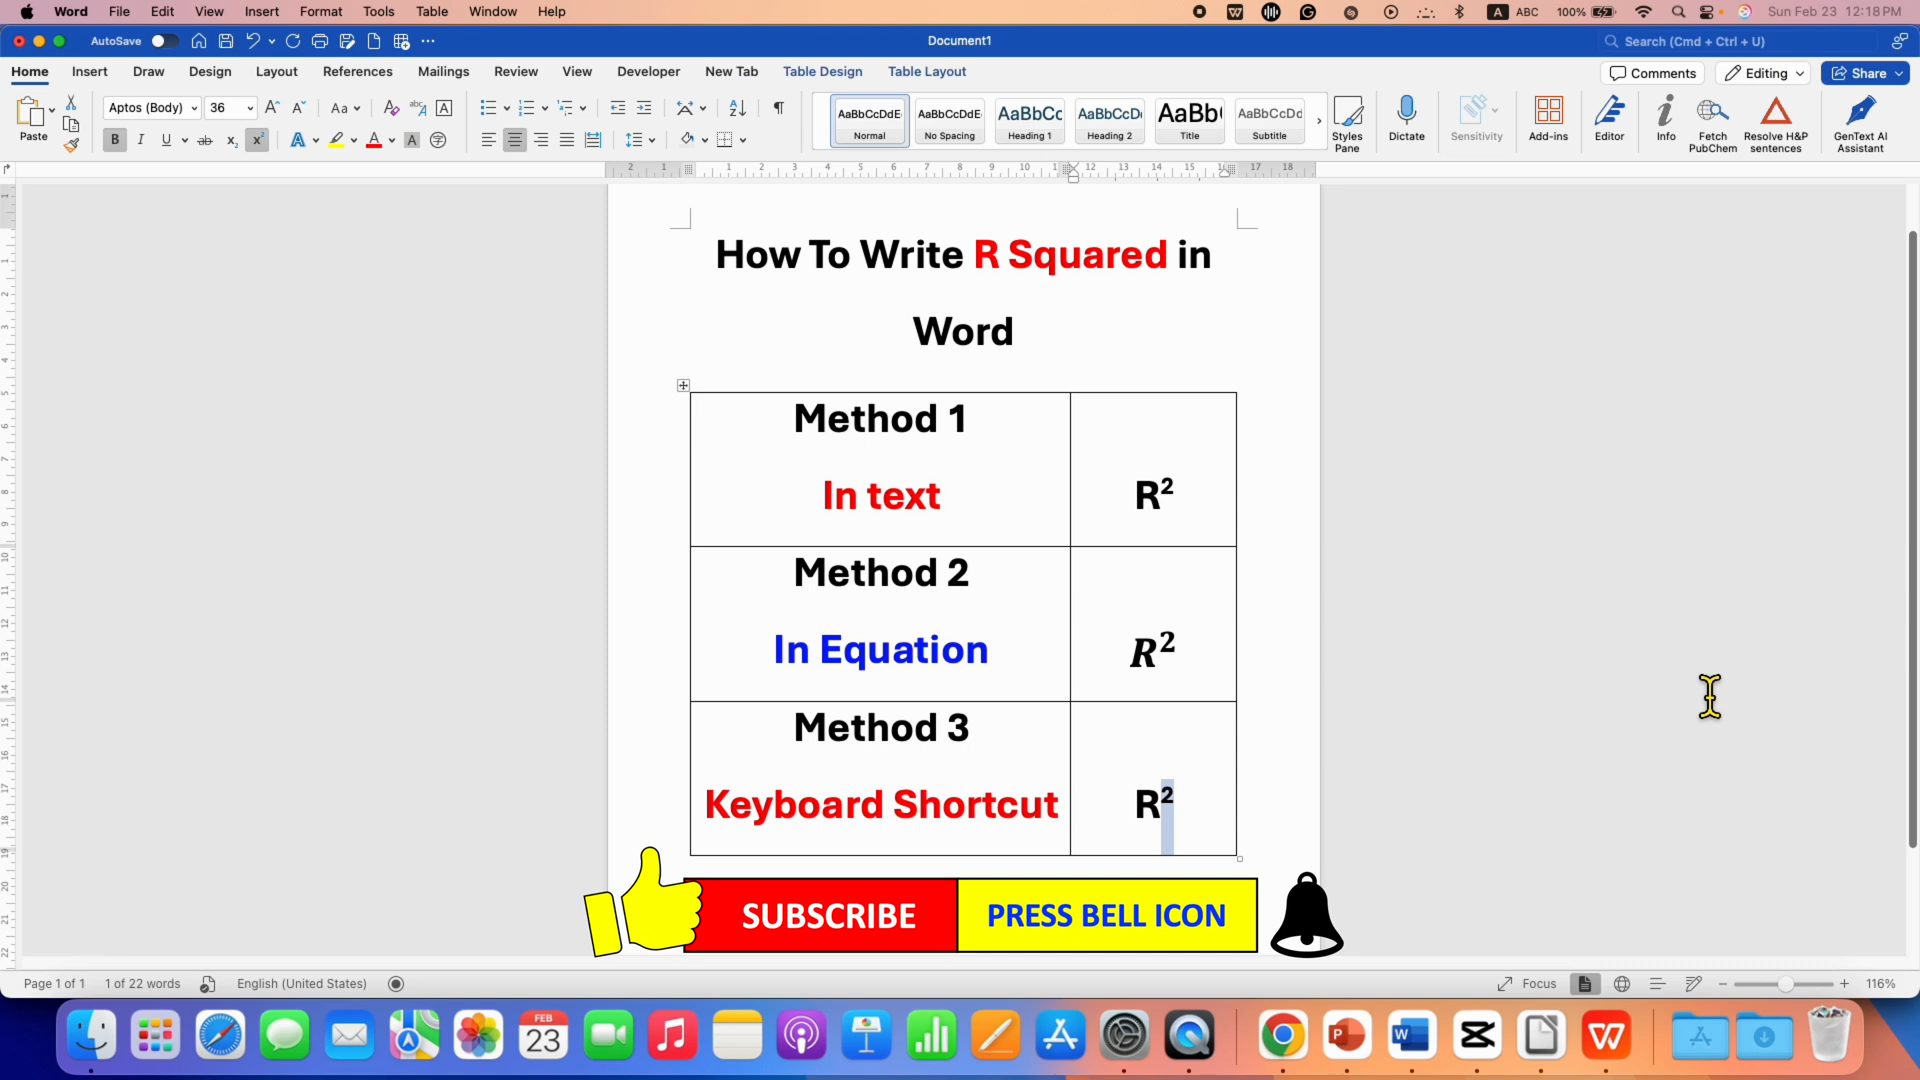 Word File Edit View Insert Format Tools Table Window Help
A ABC 100% Sun Feb 23 12:18 PM
AutoSave Document1 Search (Cmd + Ctrl + U)
Home Insert Draw Design Layout References Mailings Review View Developer New Tab Table Design Table Layout Comments Editing Share
Paste
Aptos (Body) 36
AaBbCcDdE Normal
AaBbCcDdE No Spacing
AaBbCc Heading 1
AaBbCcDc Heading 2
AaBb( Title
AaBbCcDd Subtitle
Styles Pane
Dictate
Sensitivity
Add-ins
Editor
Info
Fetch PubChem
Resolve H&P sentences
GenText AI Assistant
How To Write R Squared in
Word
Method 1
In text R²
Method 2
In Equation R²
Method 3
Keyboard Shortcut R²
SUBSCRIBE PRESS BELL ICON
Page 1 of 1 1 of 22 words English (United States) Focus 116%
FEB
23